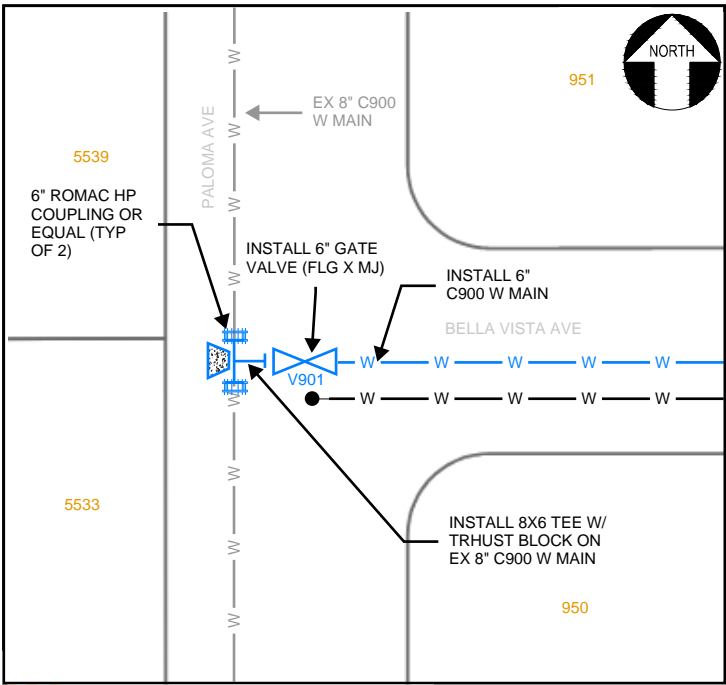 NORTH
951
EX 8" C900
W MAIN
PALOMA AVE
5539
6" ROMAC HP
COUPLING OR
EQUAL (TYP
OF 2)
INSTALL 6" GATE
VALVE (FLG X MJ)
INSTALL 6"
C900 W MAIN
BELLA VISTA AVE
W
W
W
W
W W W W W
V901
W W W W W
W
W
W
W
5533
INSTALL 8X6 TEE W/
TRHUST BLOCK ON
EX 8" C900 W MAIN
950